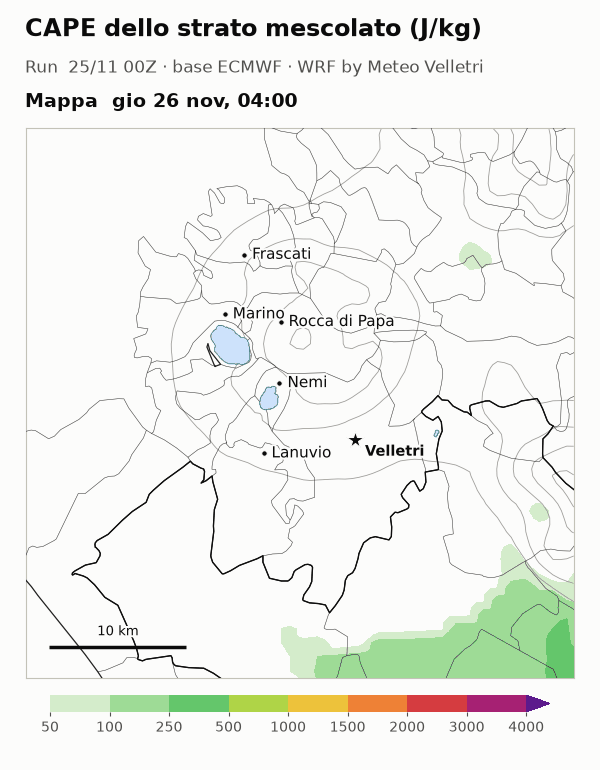 CAPE dello strato mescolato (J/kg)
Run  25/11 00Z · base ECMWF · WRF by Meteo Velletri
Mappa  gio 26 nov, 04:00
Frascati
Marino
Rocca di Papa
Nemi
Velletri
Lanuvio
10 km
50 100 250 500 1000 1500 2000 3000 4000